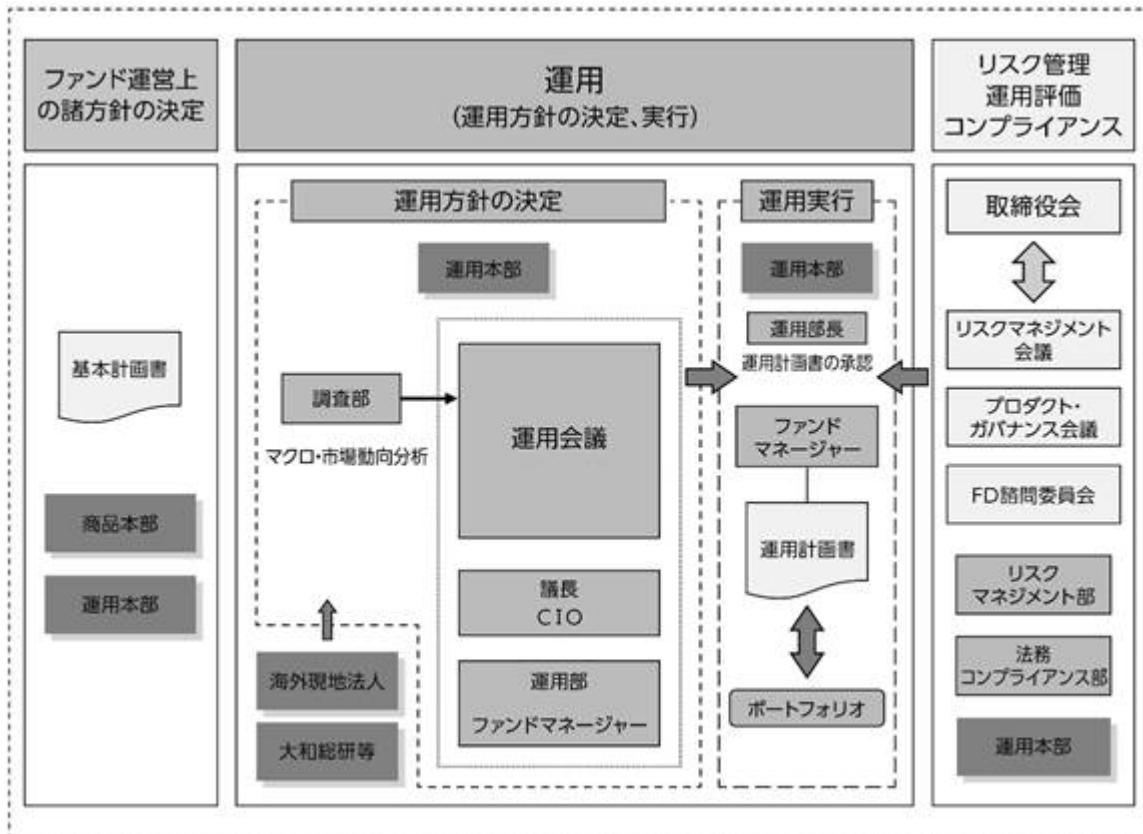 ファンド運営上
の諸方針の決定
運用
(運用方針の決定、実行)
リスク管理
運用評価
コンプライアンス
基本計画書
商品本部
運用本部
運用方針の決定
運用本部
調査部
マクロ・市場動向分析
運用会議
議長
CIO
運用部
ファンドマネージャー
海外現地法人
大和総研等
運用実行
運用本部
運用部長
運用計画書の承認
ファンド
マネージャー
運用計画書
ポートフォリオ
取締役会
リスクマネジメント
会議
プロダクト・
ガバナンス会議
FD諮問委員会
リスク
マネジメント部
法務
コンプライアンス部
運用本部